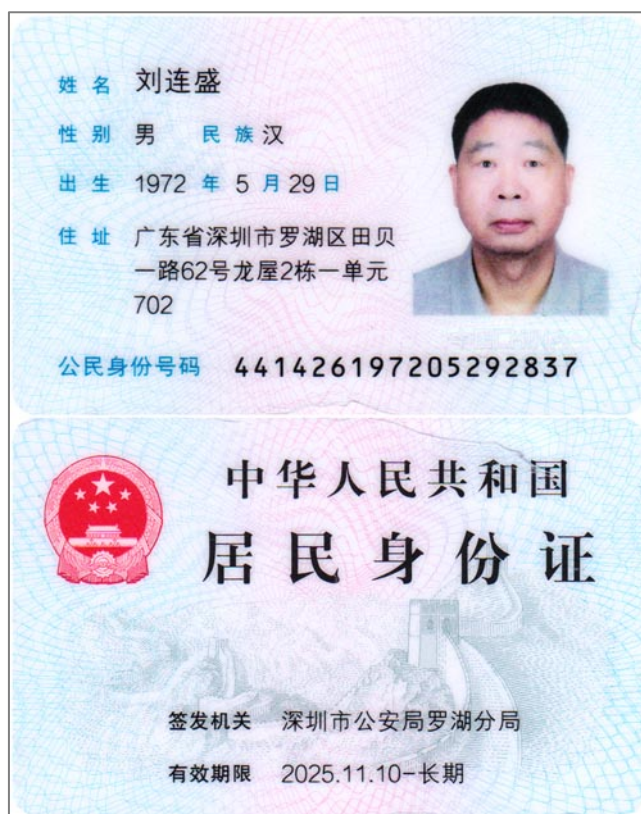 姓名 刘连盛
性别 男 民族 汉
出生 1972 年 5 月 29 日
住址 广东省深圳市罗湖区田贝
一路62号龙屋2栋一单元
702
公民身份号码 441426197205292837
中华人民共和国
居民身份证
签发机关 深圳市公安局罗湖分局
有效期限 2025.11.10-长期